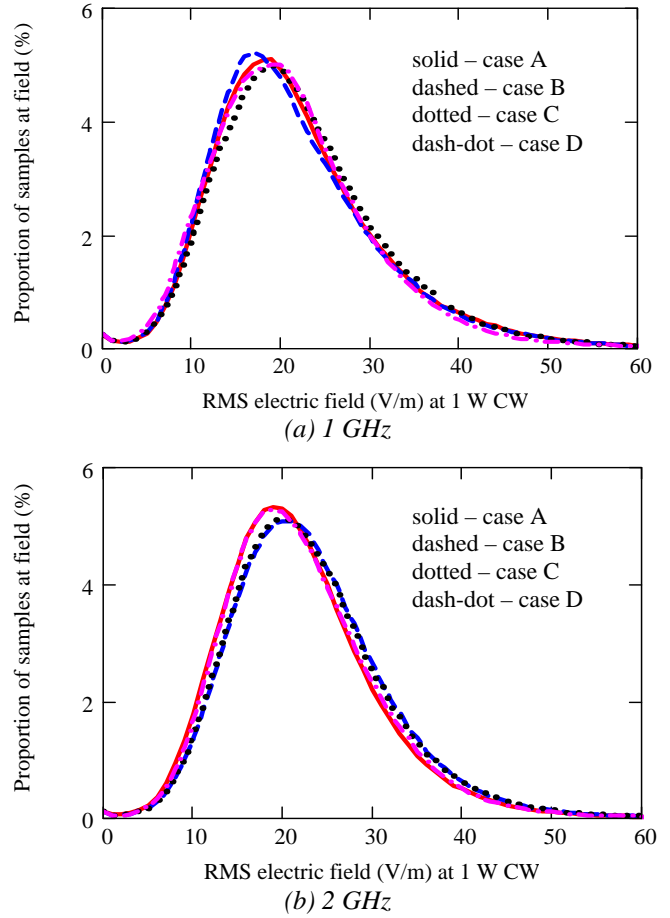 6
4
2
0
Proportion of samples at field (%)
solid – case A
dashed – case B
dotted – case C
dash-dot – case D
0 10 20 30 40 50 60
RMS electric field (V/m) at 1 W CW
(a) 1 GHz
6
4
2
0
Proportion of samples at field (%)
solid – case A
dashed – case B
dotted – case C
dash-dot – case D
0 10 20 30 40 50 60
RMS electric field (V/m) at 1 W CW
(b) 2 GHz